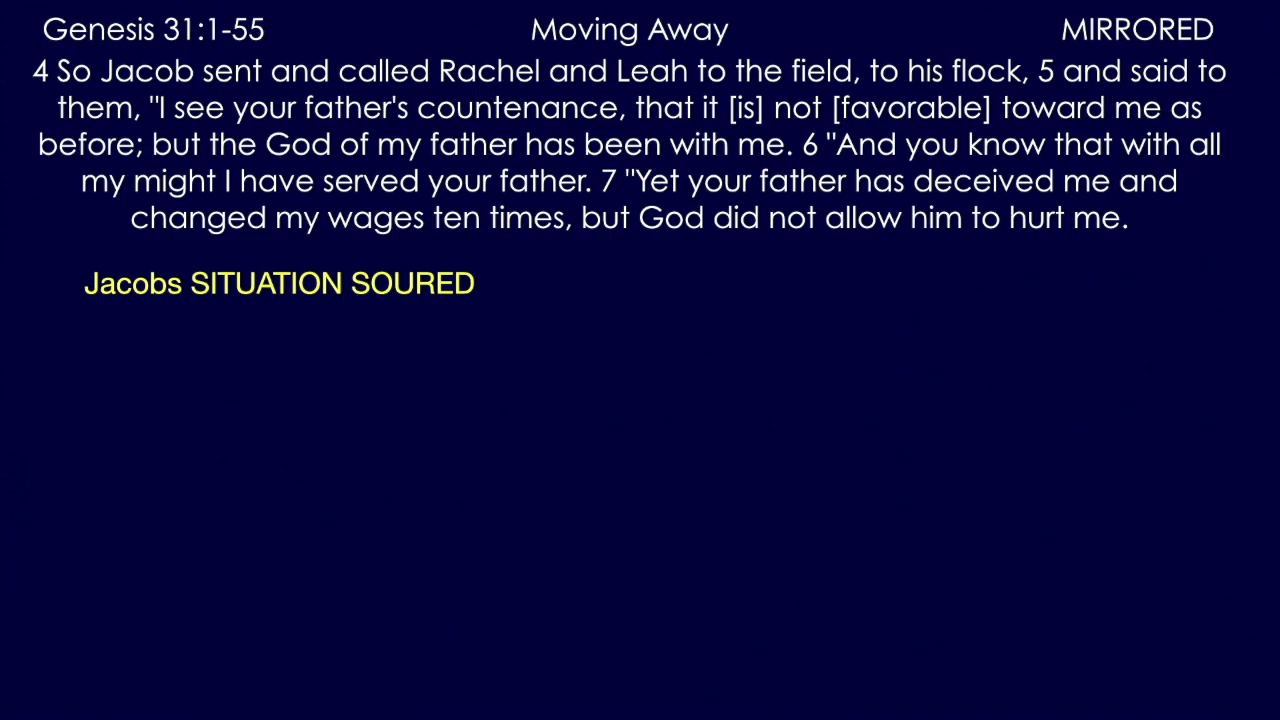 Genesis 31:1-55 Moving Away MIRRORED
4 So Jacob sent and called Rachel and Leah to the field, to his flock, 5 and said to
them, "I see your father's countenance, that it [is] not [favorable] toward me as
before; but the God of my father has been with me. 6 "And you know that with all
my might I have served your father. 7 "Yet your father has deceived me and
changed my wages ten times, but God did not allow him to hurt me.
Jacobs SITUATION SOURED